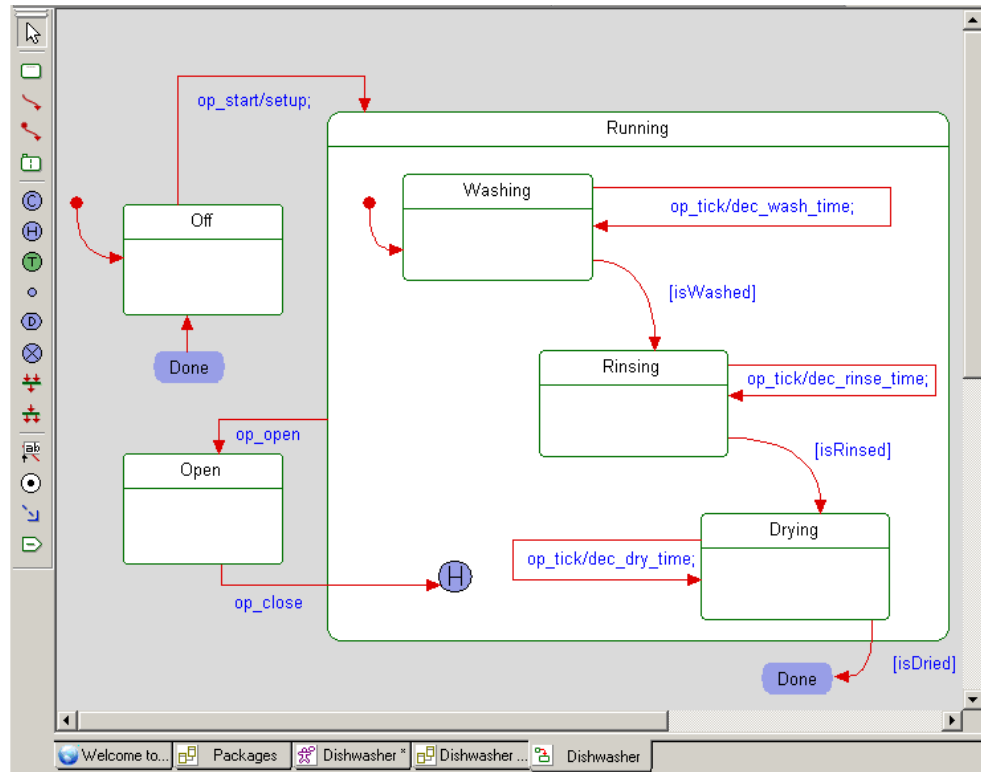 op_start/setup;
Running
Washing
op_tick/dec_wash_time;
Off
[isWashed]
Done
Rinsing
op_tick/dec_rinse_time;
op_open
[isRinsed]
Open
Drying
op_tick/dec_dry_time;
H
op_close
[isDried]
Done
C
H
T
D
ab
Welcome to...
Packages
Dishwasher *
Dishwasher ...
Dishwasher